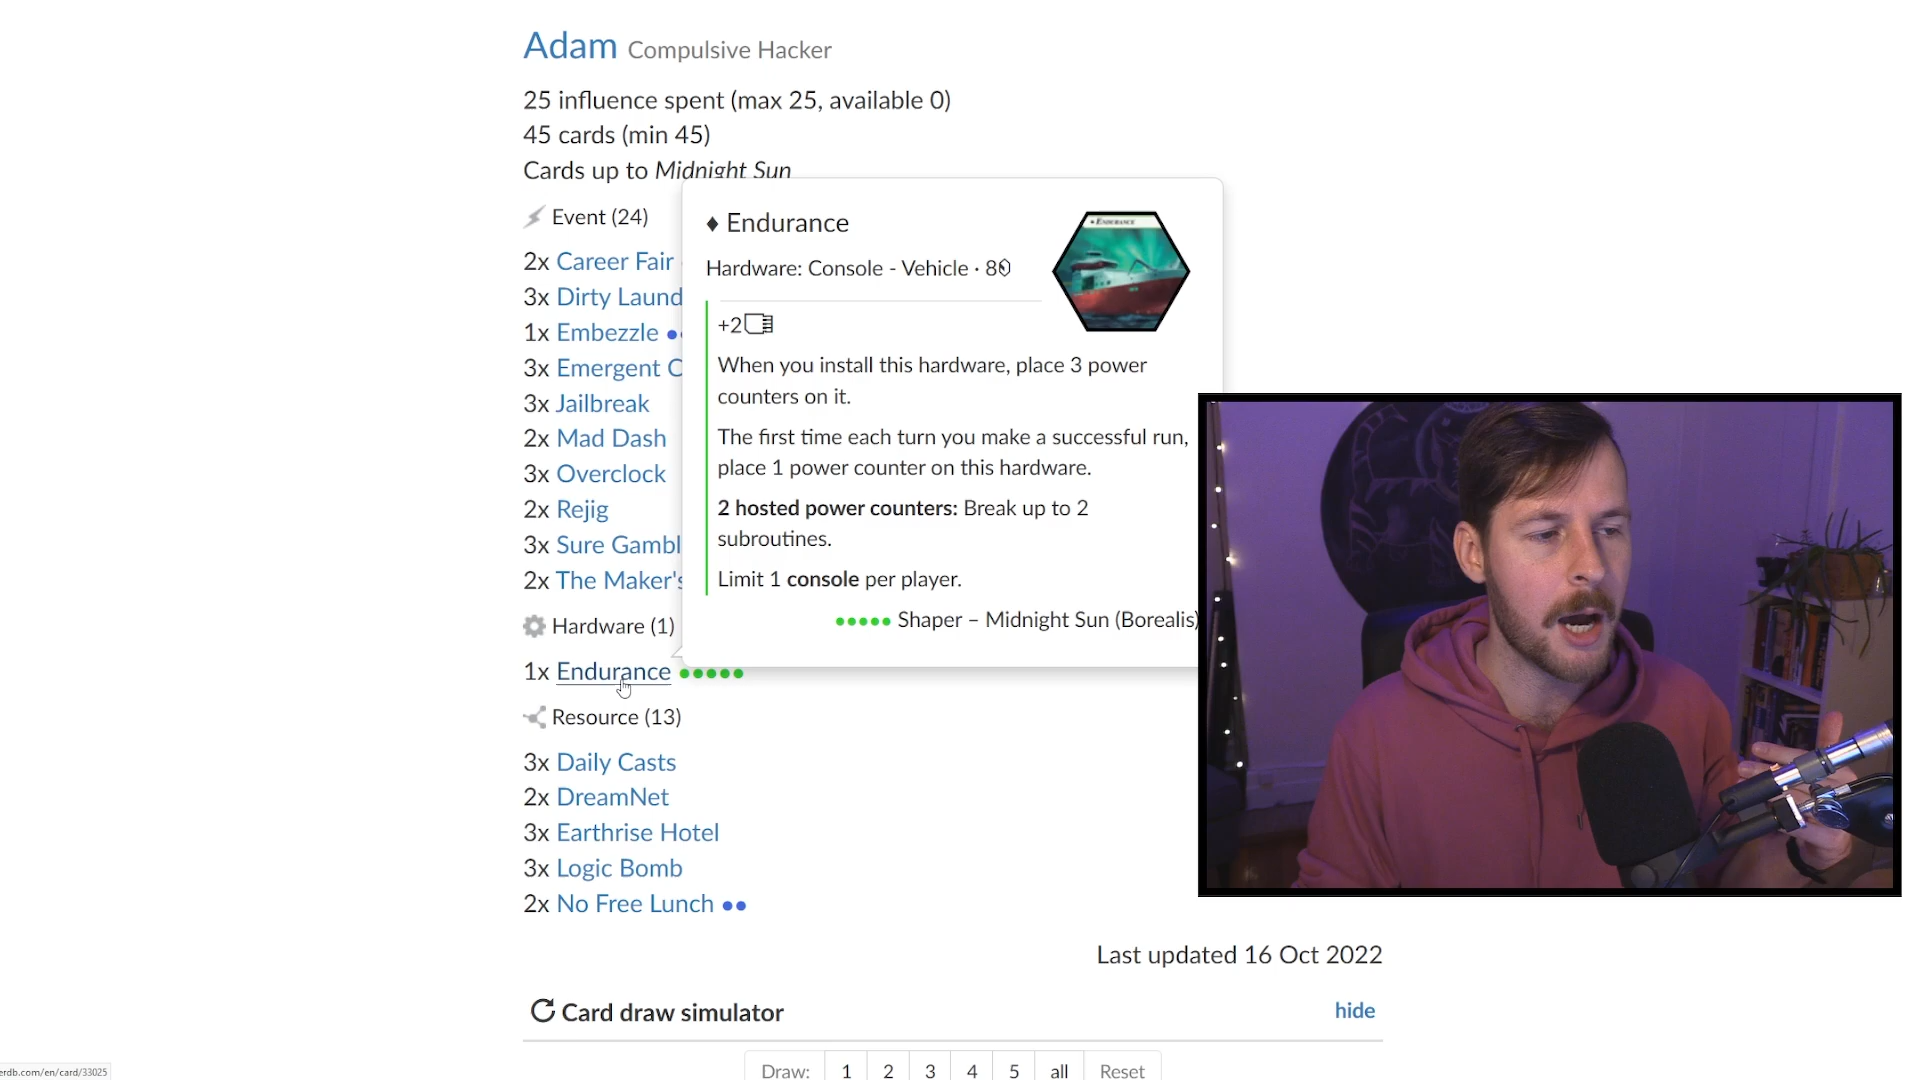 Adam Compulsive Hacker
25 influence spent (max 25, available 0)
45 cards (min 45)
Cards up to Midnight Sun
Event (24)
2x Career Fair
3x Dirty Laund
1x Embezzle
3x Emergent C
3x Jailbreak
2x Mad Dash
3x Overclock
2x Rejig
3x Sure Gambl
2x The Maker's
Hardware (1)
1x Endurance
Resource (13)
3x Daily Casts
2x DreamNet
3x Earthrise Hotel
3x Logic Bomb
2x No Free Lunch
♦ Endurance
Hardware: Console - Vehicle · 8
+2
When you install this hardware, place 3 power
counters on it.
The first time each turn you make a successful run,
place 1 power counter on this hardware.
2 hosted power counters: Break up to 2
subroutines.
Limit 1 console per player.
Shaper – Midnight Sun (Borealis)
ENDURANCE
Last updated 16 Oct 2022
Card draw simulator
hide
Draw: 1 2 3 4 5 all Reset
erdb.com/en/card/33025